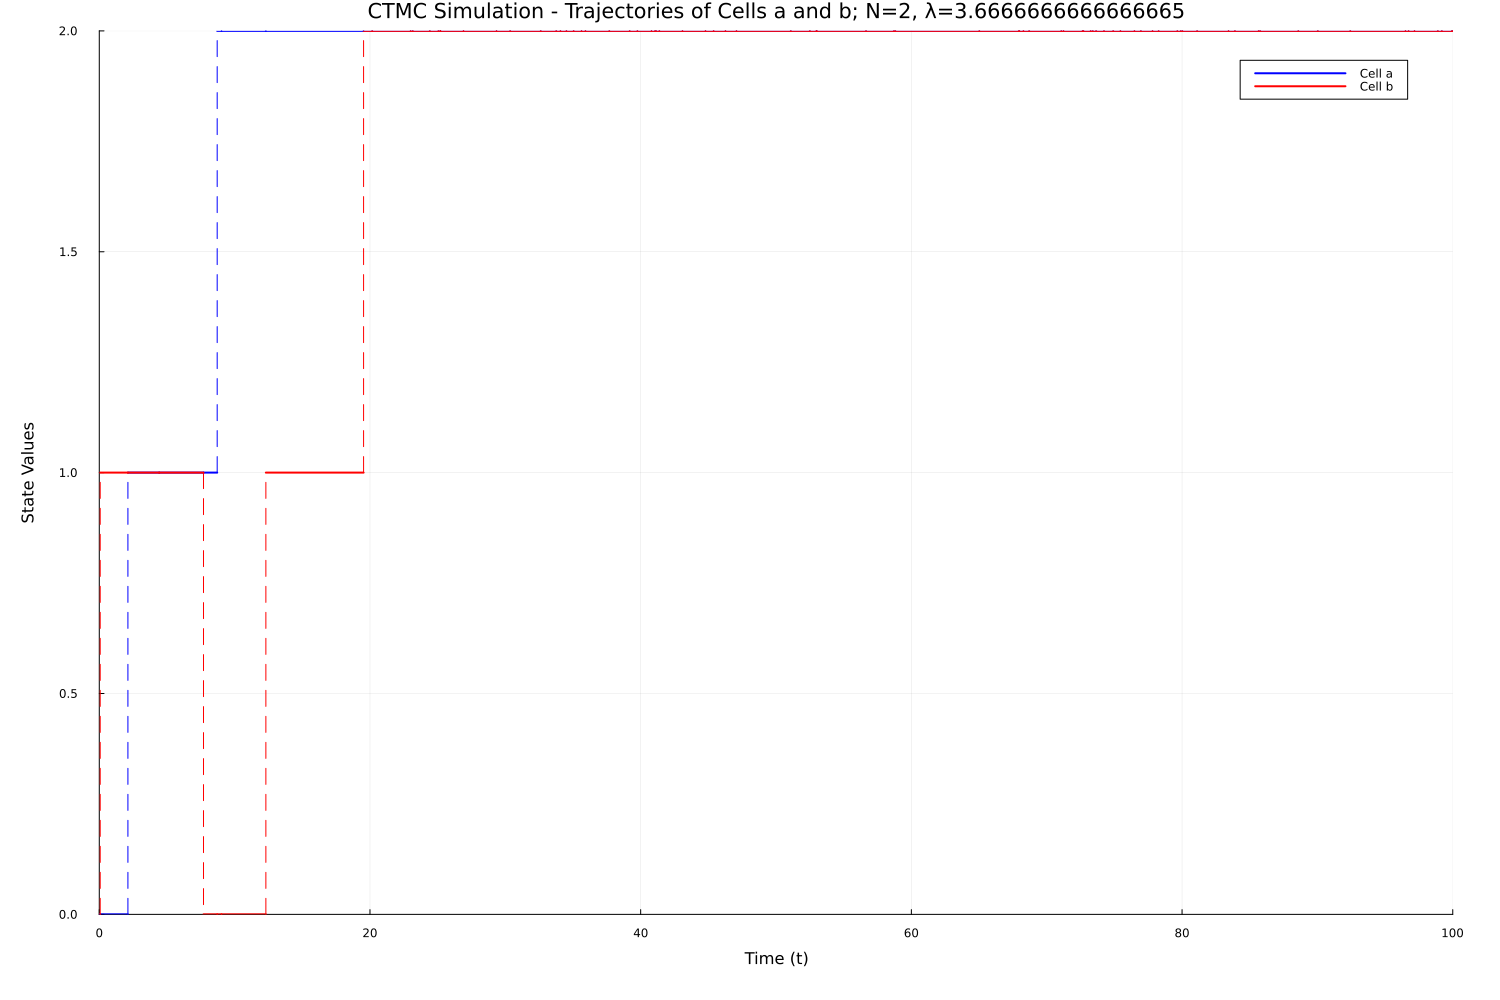 CTMC Simulation - Trajectories of Cells a and b; N=2, λ=3.6666666666666665
2.0
Cell a
Cell b
1.5
State Values
1.0
0.5
0.0
0 20 40 60 80 100
Time (t)